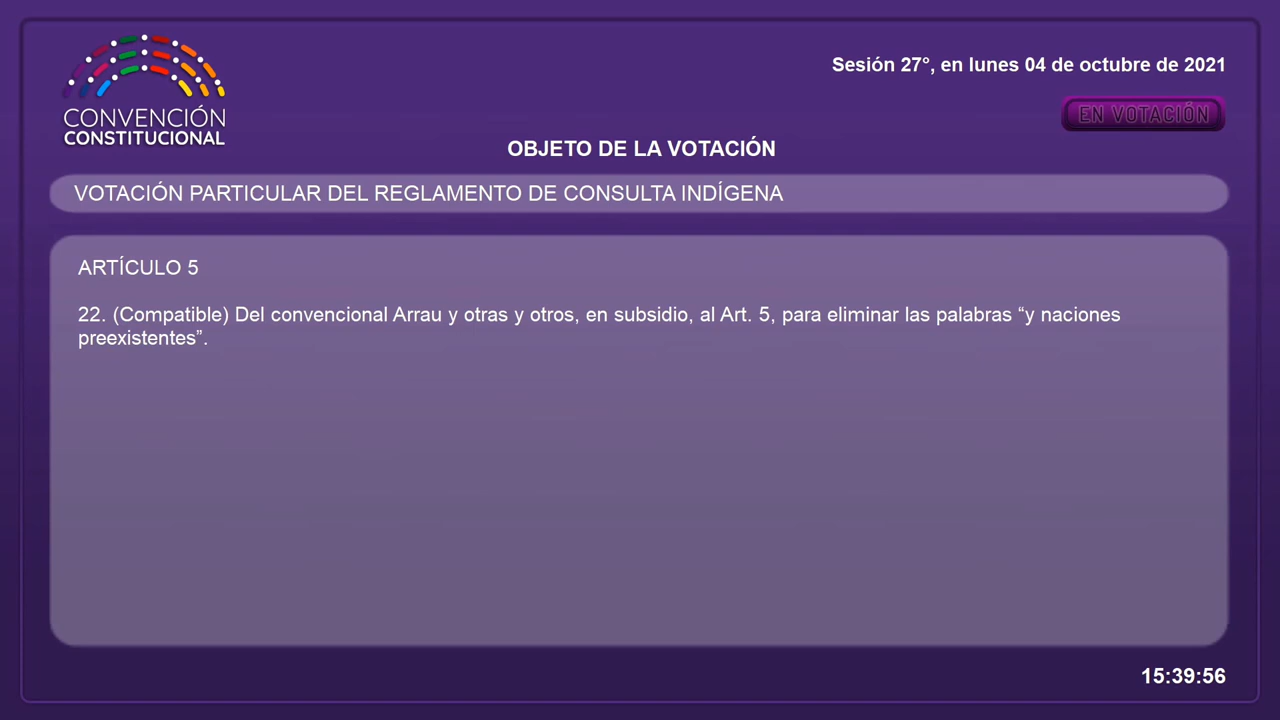 CONVENCIÓN
CONSTITUCIONAL
Sesión 27°, en lunes 04 de octubre de 2021
EN VOTACIÓN
OBJETO DE LA VOTACIÓN
VOTACIÓN PARTICULAR DEL REGLAMENTO DE CONSULTA INDÍGENA
ARTÍCULO 5
22. (Compatible) Del convencional Arrau y otras y otros, en subsidio, al Art. 5, para eliminar las palabras “y naciones
preexistentes”.
15:39:56